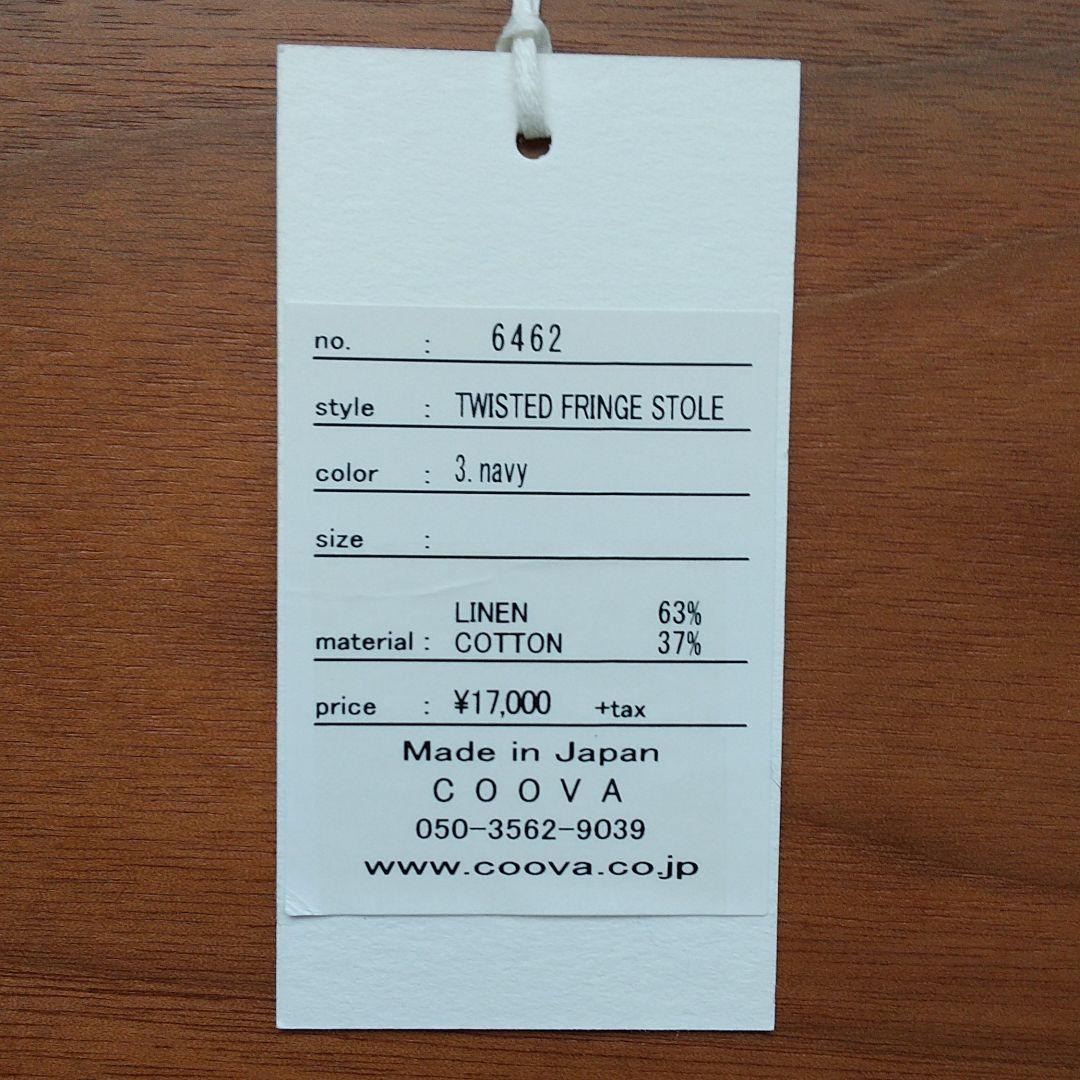 no. : 6462
style : TWISTED FRINGE STOLE
color : 3. navy
size :
LINEN 63%
material : COTTON 37%
price : ¥17,000 +tax
Made in Japan
COOVA
050-3562-9039
www.coova.co.jp